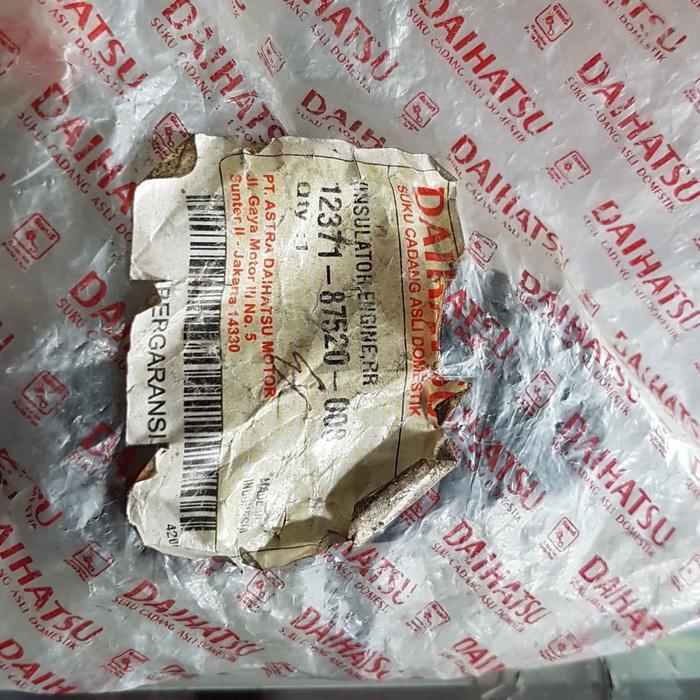 DAIHATSU
SUKU CADANG ASLI DOMESTIK
INSULATOR,ENGINE,RR
12371-87520-000
Qty 1
PT. ASTRA DAIHATSU MOTOR
Jl. Gaya Motor III No. 5
Sunter II - Jakarta 14330
BERGARANSI
DAIHATSU
SUKU CADANG ASLI DOMESTIK